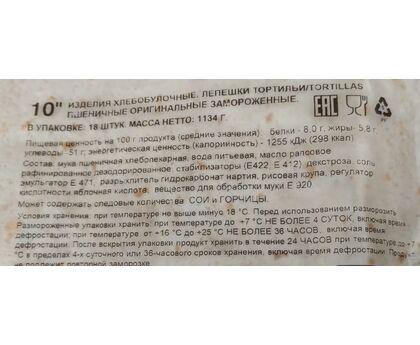 10" ИЗДЕЛИЯ ХЛЕБОБУЛОЧНЫЕ. ЛЕПЕШКИ ТОРТИЛЬИ/TORTILLAS
ПШЕНИЧНЫЕ ОРИГИНАЛЬНЫЕ ЗАМОРОЖЕННЫЕ.
В УПАКОВКЕ: 18 ШТУК. МАССА НЕТТО: 1134 Г.
EAC
Пищевая ценность на 100 г продукта (средние значения): белки - 8,0 г, жиры- 5,8 г
углеводы - 51 г; энергетическая ценность (калорийность) - 1255 кДж (298 ккал)
Состав: мука пшеничная хлебопекарная, вода питьевая, масло рапсовое
рафинированное дезодорированное, стабилизаторы (Е422, Е 412), декстроза, соль
эмульгатор Е 471, разрыхлитель гидрокарбонат натрия, рисовая крупа, регулятор
кислотности яблочная кислота, вещество для обработки муки Е 920
Может содержать следовые количества СОИ и ГОРЧИЦЫ.
Условия хранения: при температуре не выше минус 18 °С. Перед использованием разморозить
Размороженные упаковки хранить: при температуре до +7 °С НЕ БОЛЕЕ 4 СУТОК, включая время
дефростации; при температуре от +16 °С до +25 °С НЕ БОЛЕЕ 36 ЧАСОВ, включая время
дефростации. После вскрытия упаковки продукт хранить в течение 24 ЧАСОВ при температуре до +7
°С в пределах 4-х суточного или 36-часового сроков хранения, включая время дефростации. Продукт
не подлежит повторной заморозке.